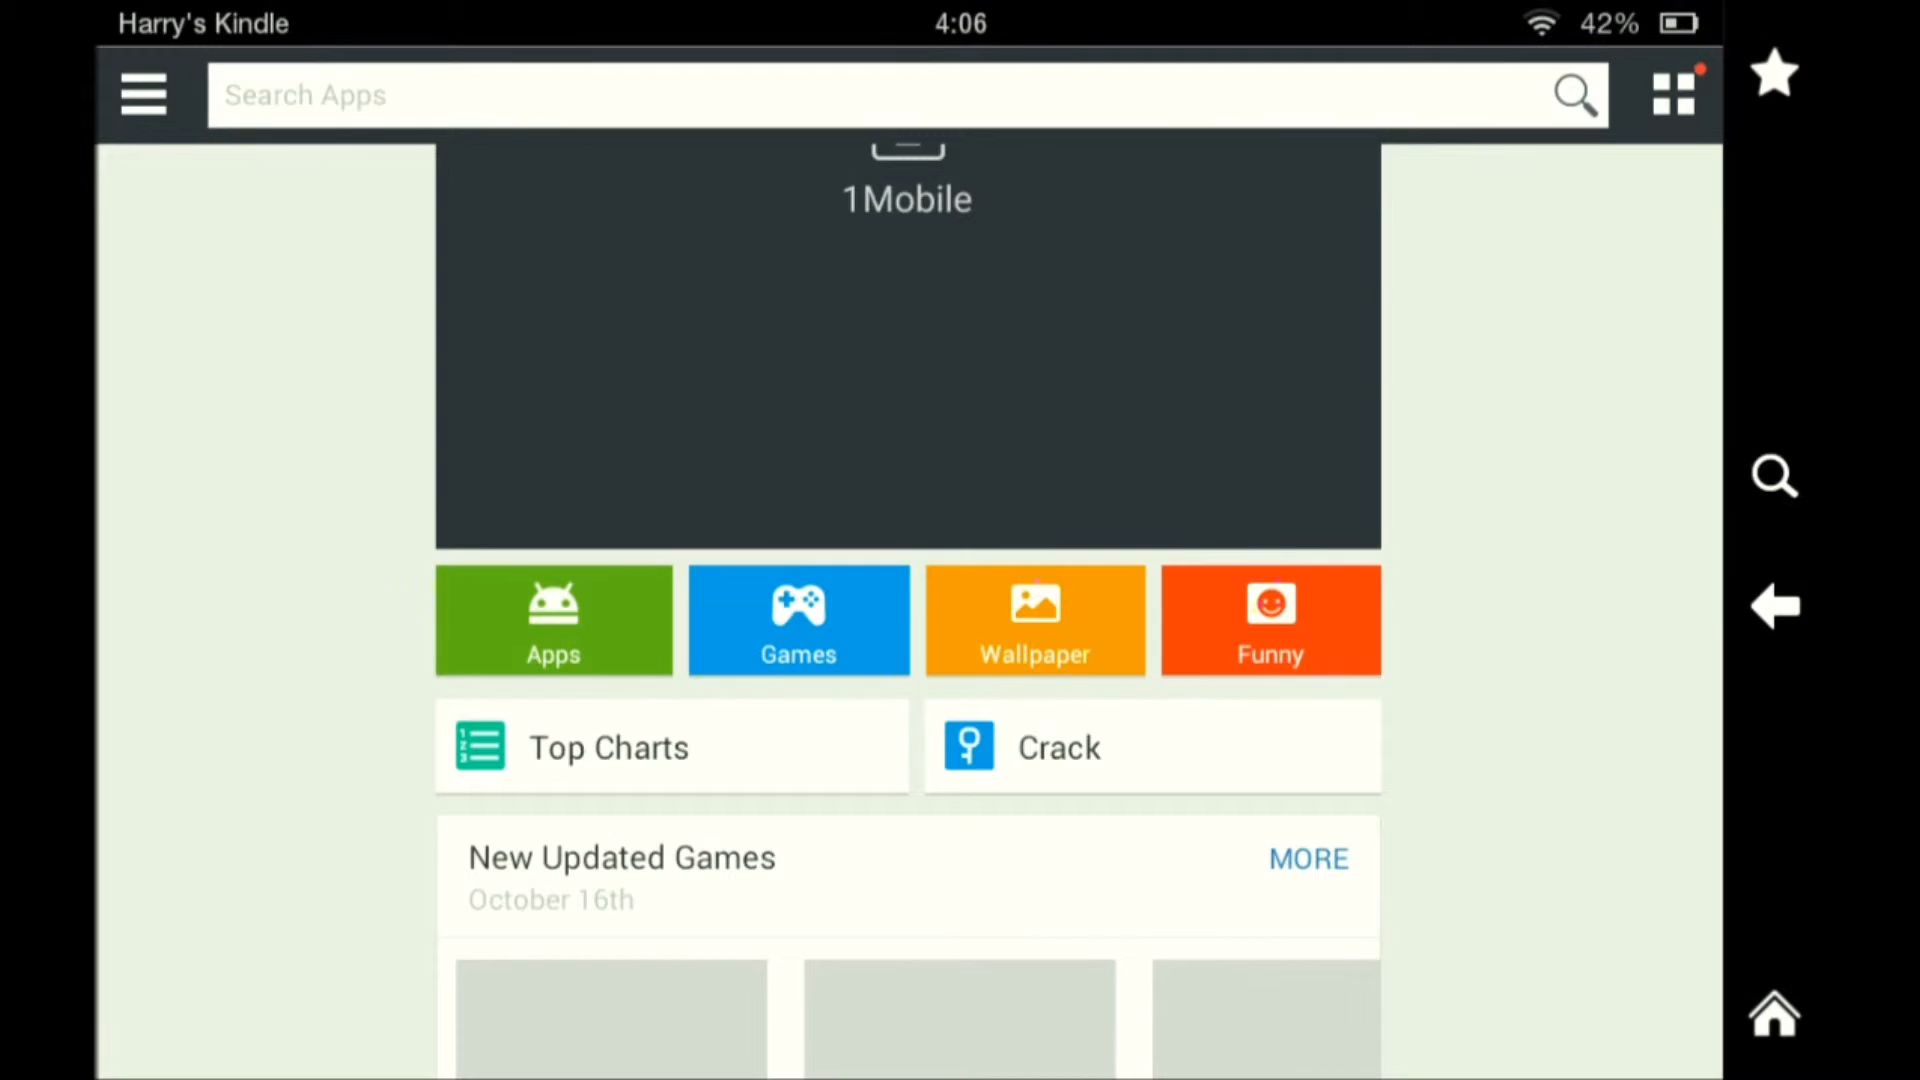 Harry's Kindle 4:06 42%
Search Apps
1Mobile
Apps Games Wallpaper Funny
Top Charts Crack
New Updated Games MORE
October 16th